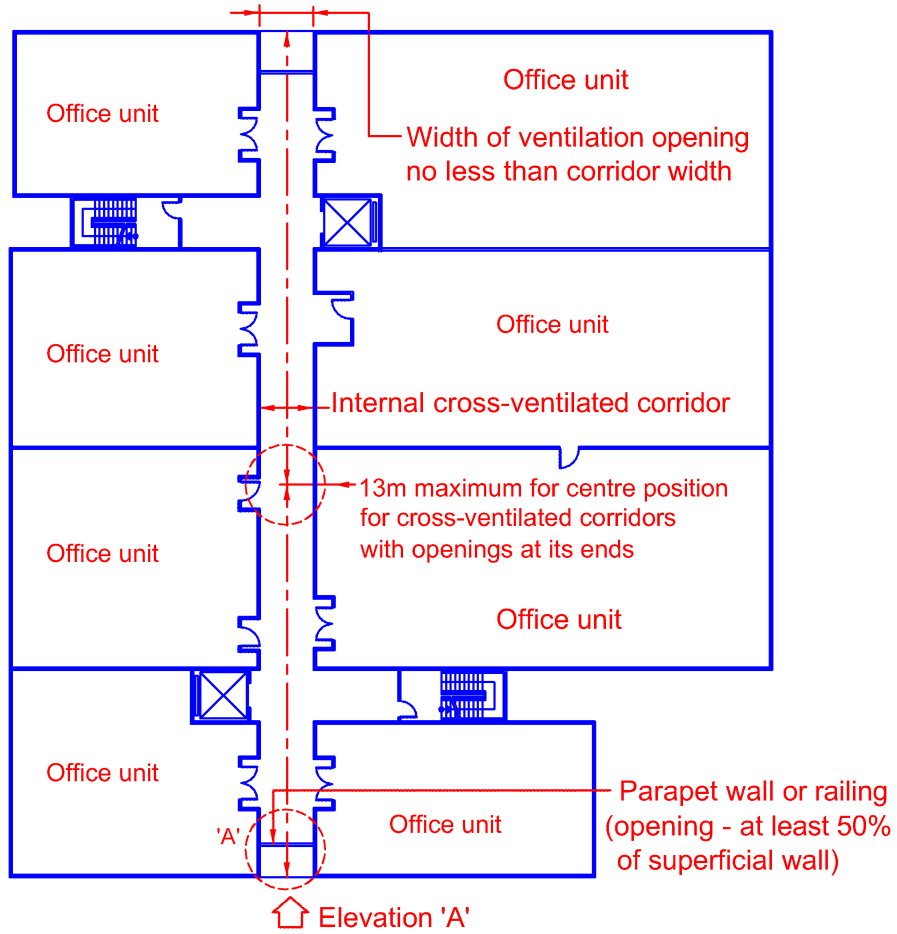 Office unit
Office unit
Width of ventilation opening
no less than corridor width
Office unit
Office unit
Internal cross-ventilated corridor
13m maximum for centre position
for cross-ventilated corridors
with openings at its ends
Office unit
Office unit
Office unit
Parapet wall or railing
(opening - at least 50%
of superficial wall)
Office unit
'A'
Elevation 'A'